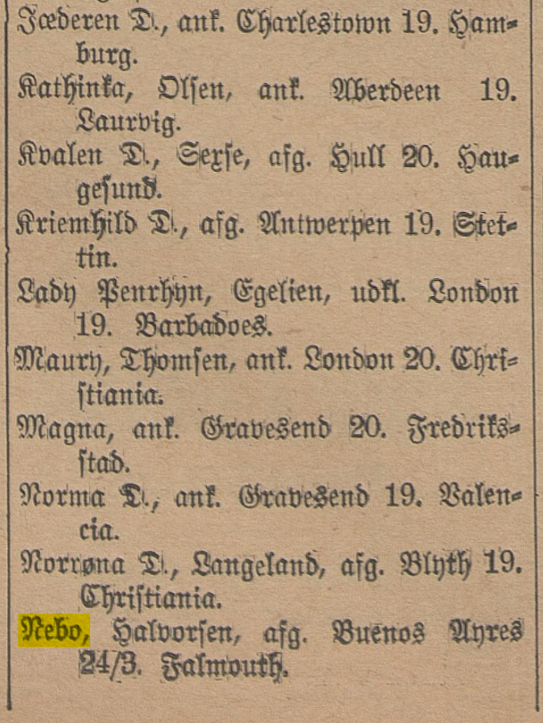 Jæderen D., ank. Charlestown 19. Ham-
burg.
Kathinka, Olsen, ank. Aberdeen 19.
Laurvig.
Kvalen D., Sexse, afg. Hull 20. Hau-
gesund.
Kriemhild D., afg. Antwerpen 19. Stet-
tin.
Lady Penrhyn, Egelien, udkl. London
19. Barbadoes.
Maury, Thomsen, ank. London 20. Chri-
stiania.
Magna, ank. Gravesend 20. Fredriks-
stad.
Norma D., ank. Gravesend 19. Valen-
cia.
Norrøna D., Langeland, afg. Blyth 19.
Christiania.
Nebo, Halvorsen, afg. Buenos Ayres
24/3. Falmouth.